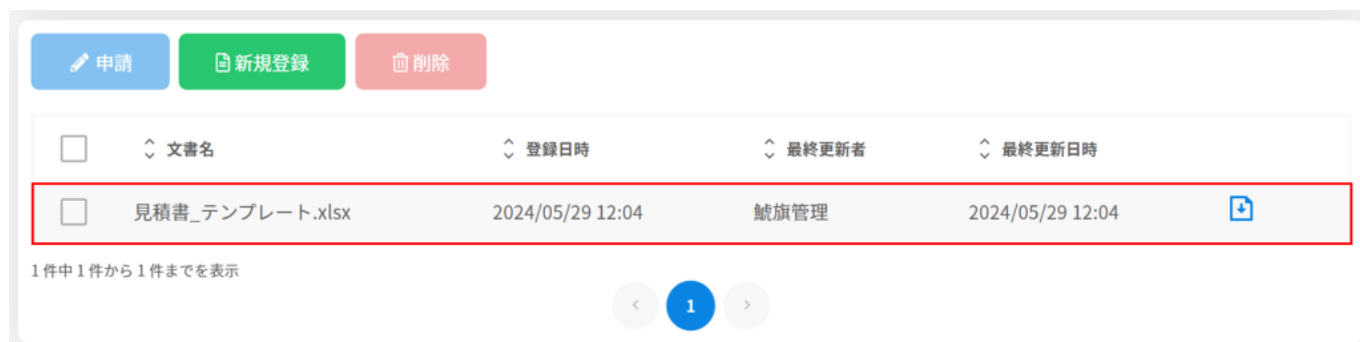 申請 新規登録 削除
文書名 登録日時 最終更新者 最終更新日時
見積書_テンプレート.xlsx 2024/05/29 12:04 鯱旗管理 2024/05/29 12:04
1件中1件から1件までを表示
1